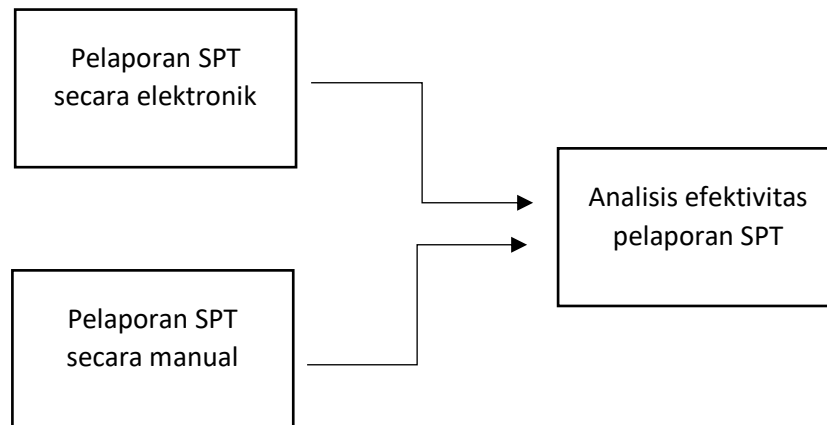 Pelaporan SPT
secara elektronik
Analisis efektivitas
pelaporan SPT
Pelaporan SPT
secara manual